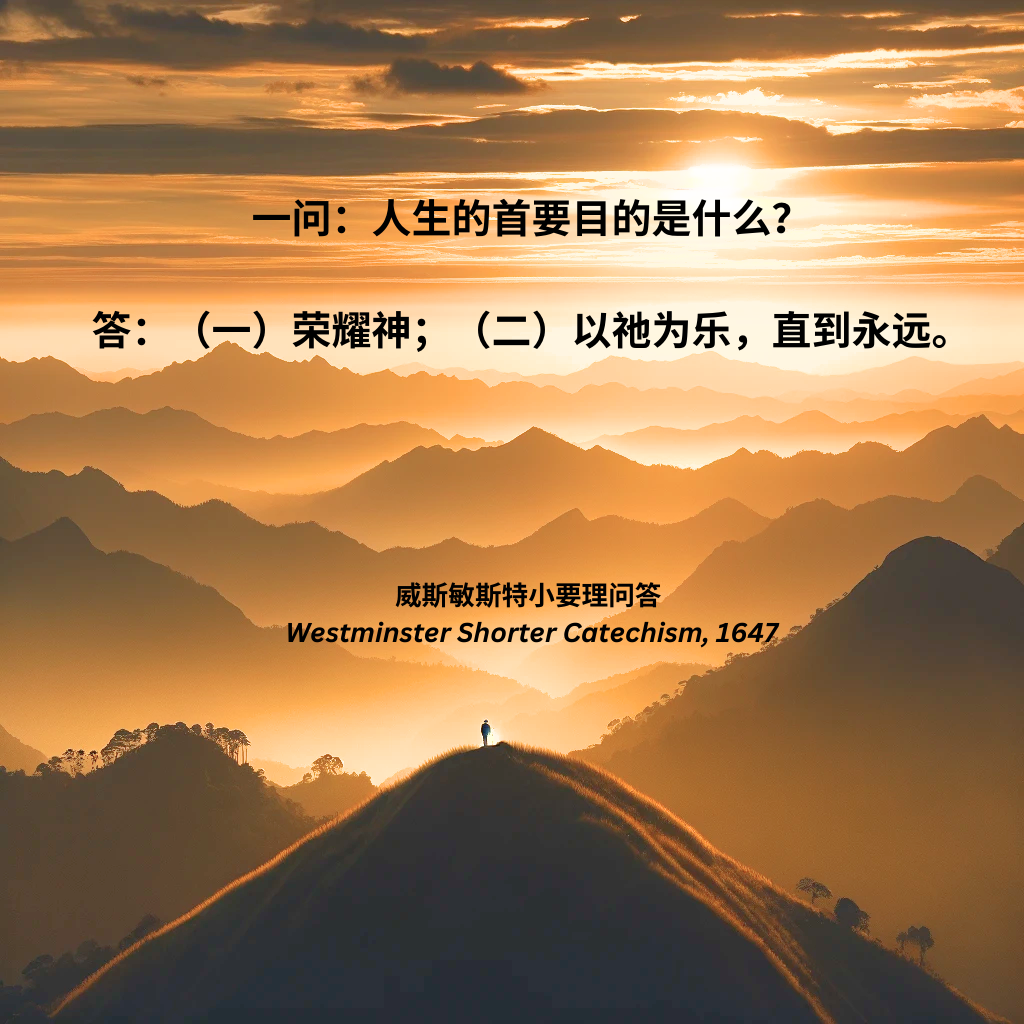 一问：人生的首要目的是什么？
答：（一）荣耀神；（二）以祂为乐，直到永远。
威斯敏斯特小要理问答
Westminster Shorter Catechism, 1647